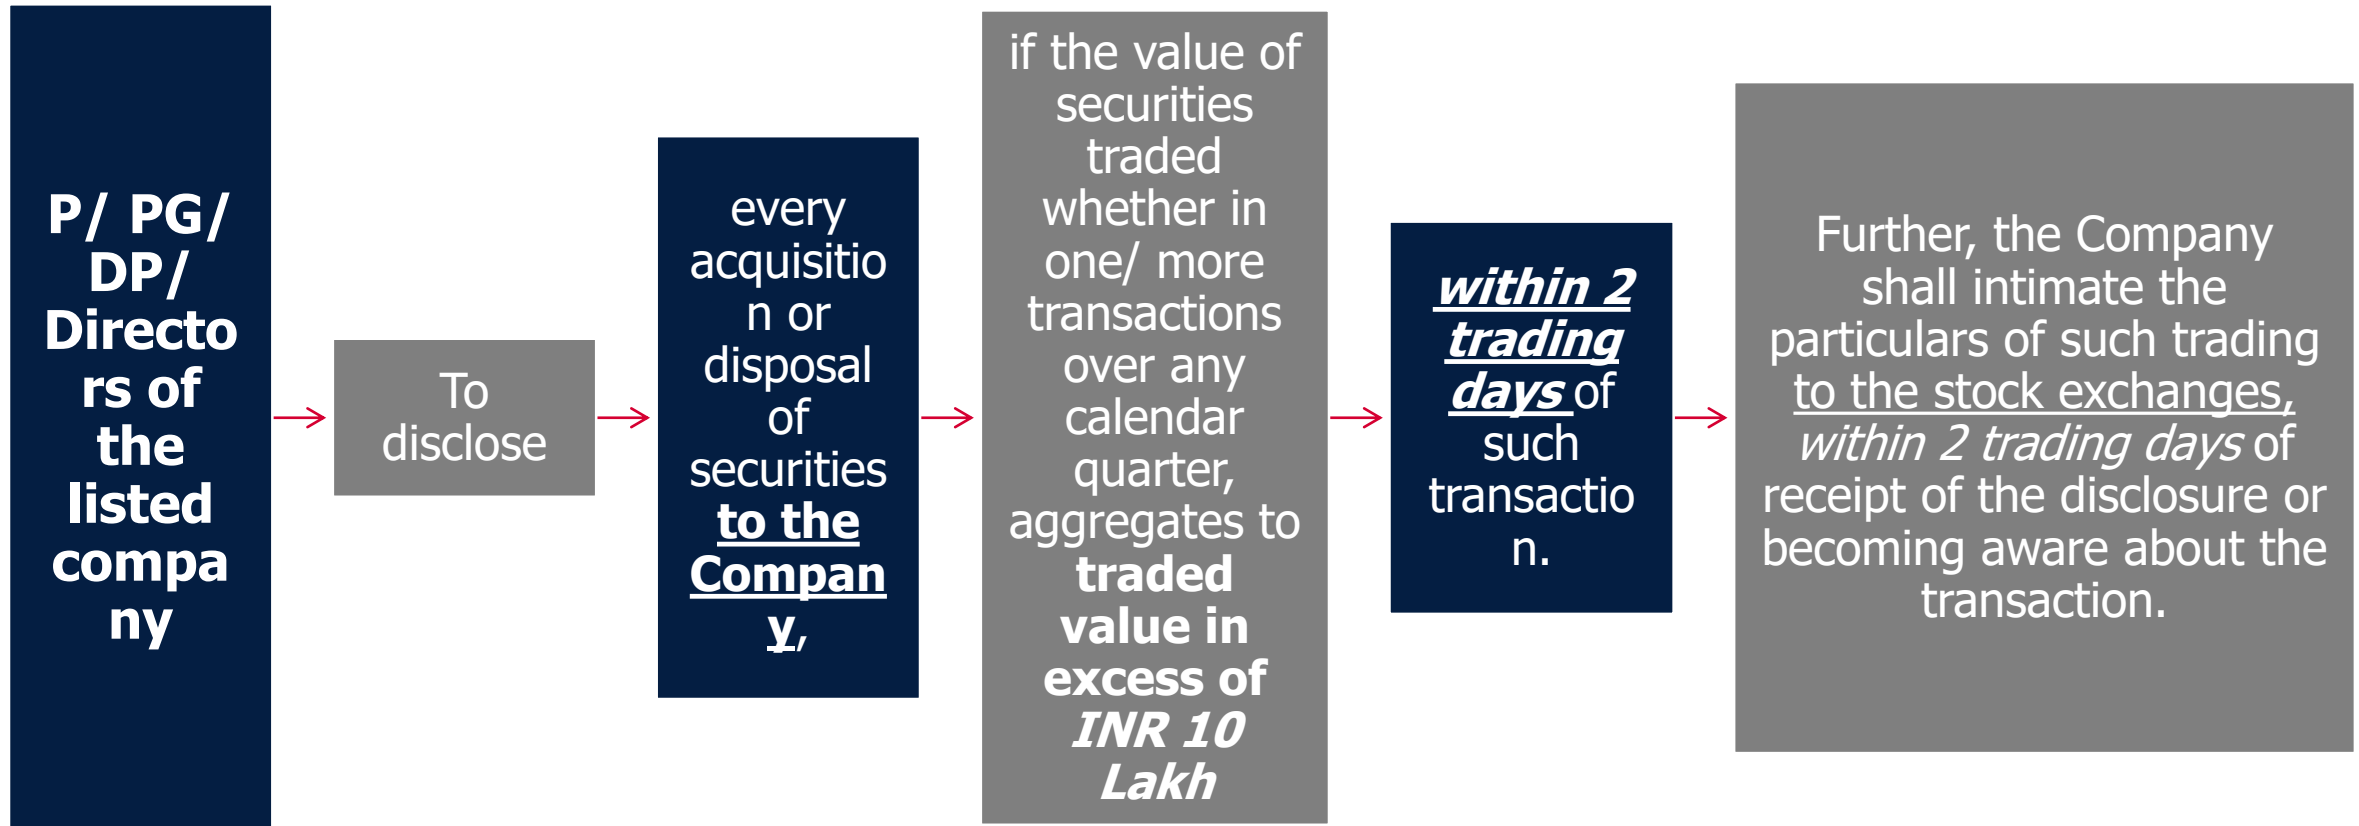 P/ PG/
DP/
Directo
rs of
the
listed
compa
ny
To
disclose
every
acquisitio
n or
disposal
of
securities
to the
Compan
y,
if the value of
securities
traded
whether in
one/ more
transactions
over any
calendar
quarter,
aggregates to
traded
value in
excess of
INR 10
Lakh
within 2
trading
days of
such
transactio
n.
Further, the Company
shall intimate the
particulars of such trading
to the stock exchanges,
within 2 trading days of
receipt of the disclosure or
becoming aware about the
transaction.